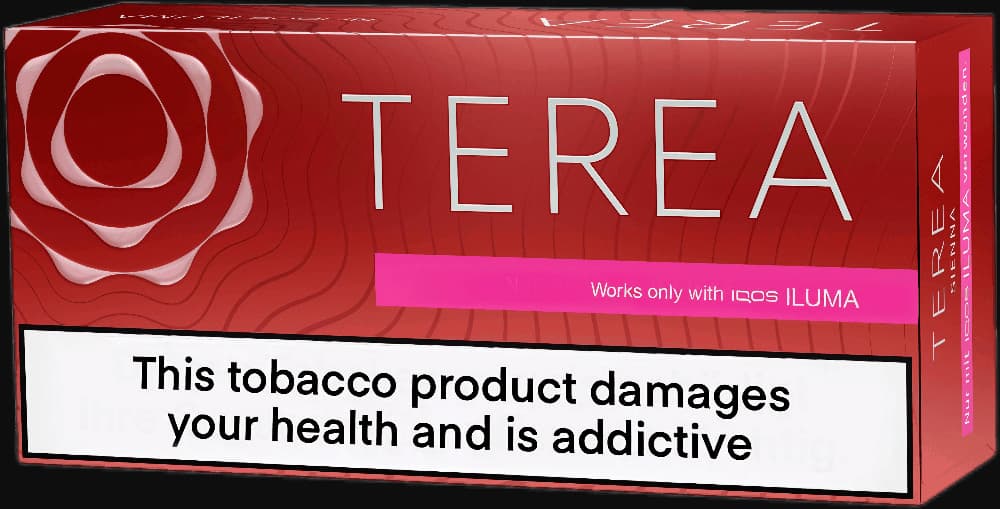 TEREA
TEREA
Works only with IQOS ILUMA
This tobacco product damages
your health and is addictive
TEREA
SIENNA
Nur mit IQOS ILUMA verwenden.